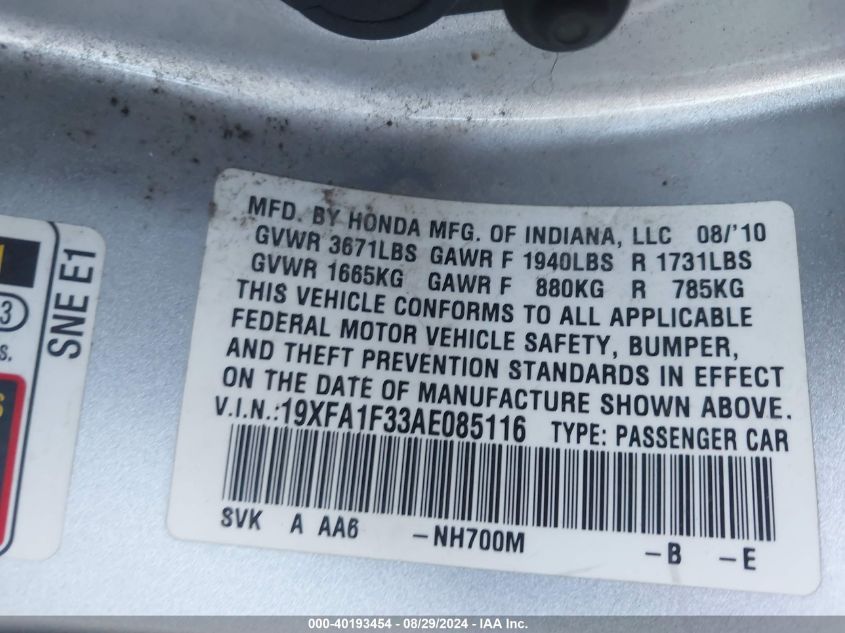 MFD. BY HONDA MFG. OF INDIANA, LLC 08/'10
GVWR 3671LBS GAWR F 1940LBS R 1731LBS
GVWR 1665KG GAWR F 880KG R 785KG
THIS VEHICLE CONFORMS TO ALL APPLICABLE
FEDERAL MOTOR VEHICLE SAFETY, BUMPER,
AND THEFT PREVENTION STANDARDS IN EFFECT
ON THE DATE OF MANUFACTURE SHOWN ABOVE.
V.I.N.:19XFA1F33AE085116 TYPE: PASSENGER CAR
SVK A AA6 -NH700M -B -E
SNE E1
3
s.
S
000-40193454 - 08/29/2024 - IAA Inc.